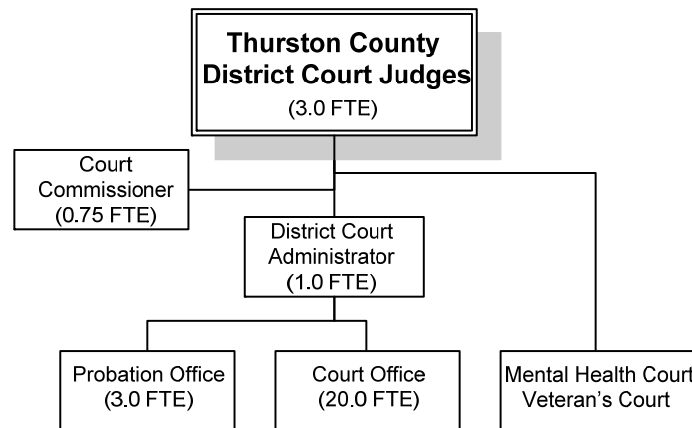 Thurston County
District Court Judges
(3.0 FTE)
Court
Commissioner
(0.75 FTE)
District Court
Administrator
(1.0 FTE)
Probation Office
(3.0 FTE)
Court Office
(20.0 FTE)
Mental Health Court
Veteran's Court